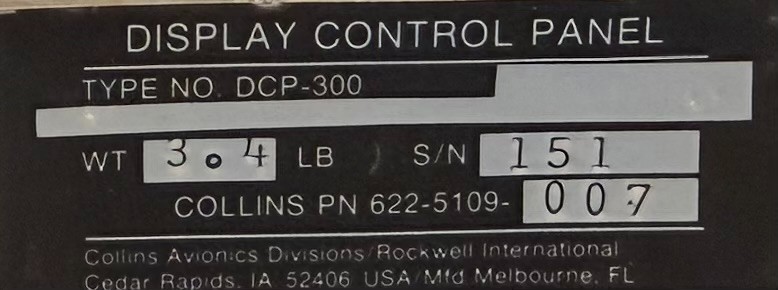 DISPLAY CONTROL PANEL
TYPE NO. DCP-300
WT 3.4 LB S/N 151
COLLINS PN 622-5109-007
Collins Avionics Divisions/Rockwell International
Cedar Rapids, IA 52406 USA/Mfd Melbourne, FL